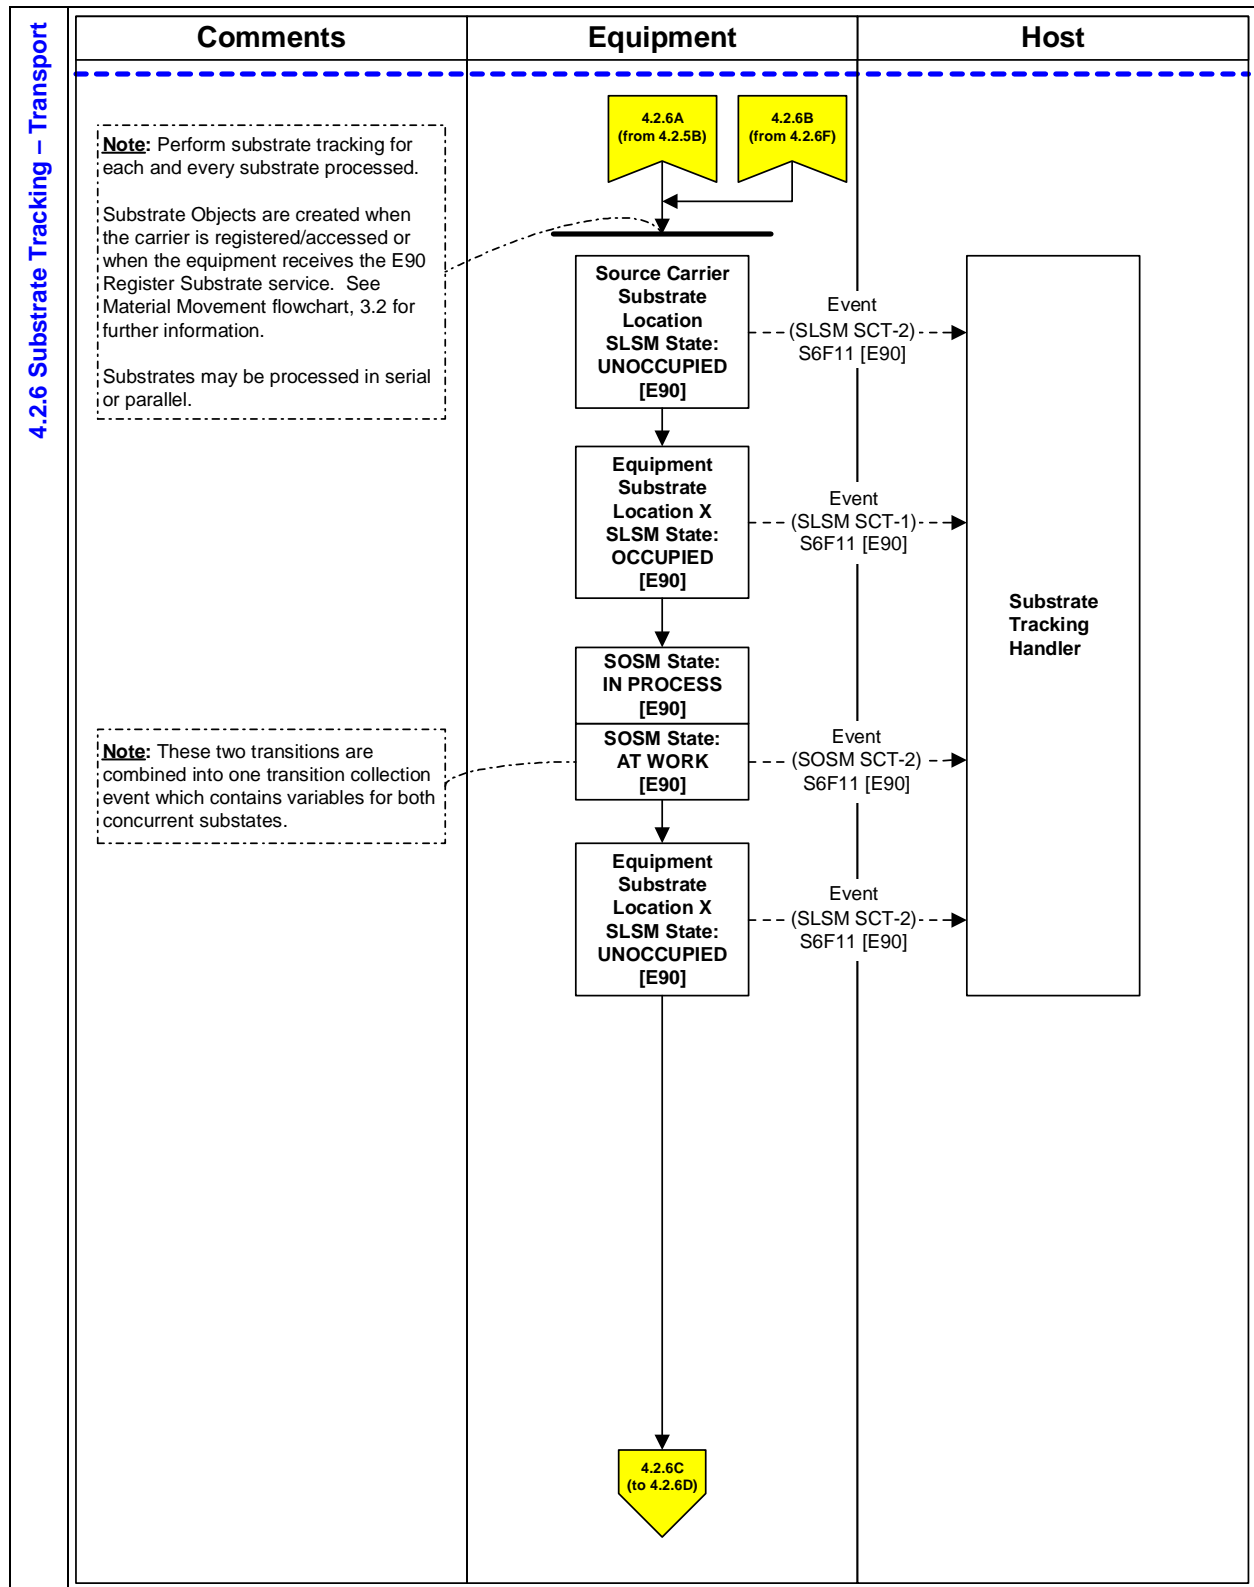 4.2.6 Substrate Tracking – Transport
Comments
Equipment
Host
4.2.6A
(from 4.2.5B)
4.2.6B
(from 4.2.6F)
Note: Perform substrate tracking for
each and every substrate processed.
Substrate Objects are created when
the carrier is registered/accessed or
when the equipment receives the E90
Register Substrate service. See
Material Movement flowchart, 3.2 for
further information.
Substrates may be processed in serial
or parallel.
Source Carrier
Substrate
Location
SLSM State:
UNOCCUPIED
[E90]
Event
(SLSM SCT-2)
S6F11 [E90]
Equipment
Substrate
Location X
SLSM State:
OCCUPIED
[E90]
Event
(SLSM SCT-1)
S6F11 [E90]
Substrate
Tracking
Handler
SOSM State:
IN PROCESS
[E90]
Note: These two transitions are
combined into one transition collection
event which contains variables for both
concurrent substates.
SOSM State:
AT WORK
[E90]
Event
(SOSM SCT-2)
S6F11 [E90]
Equipment
Substrate
Location X
SLSM State:
UNOCCUPIED
[E90]
Event
(SLSM SCT-2)
S6F11 [E90]
4.2.6C
(to 4.2.6D)